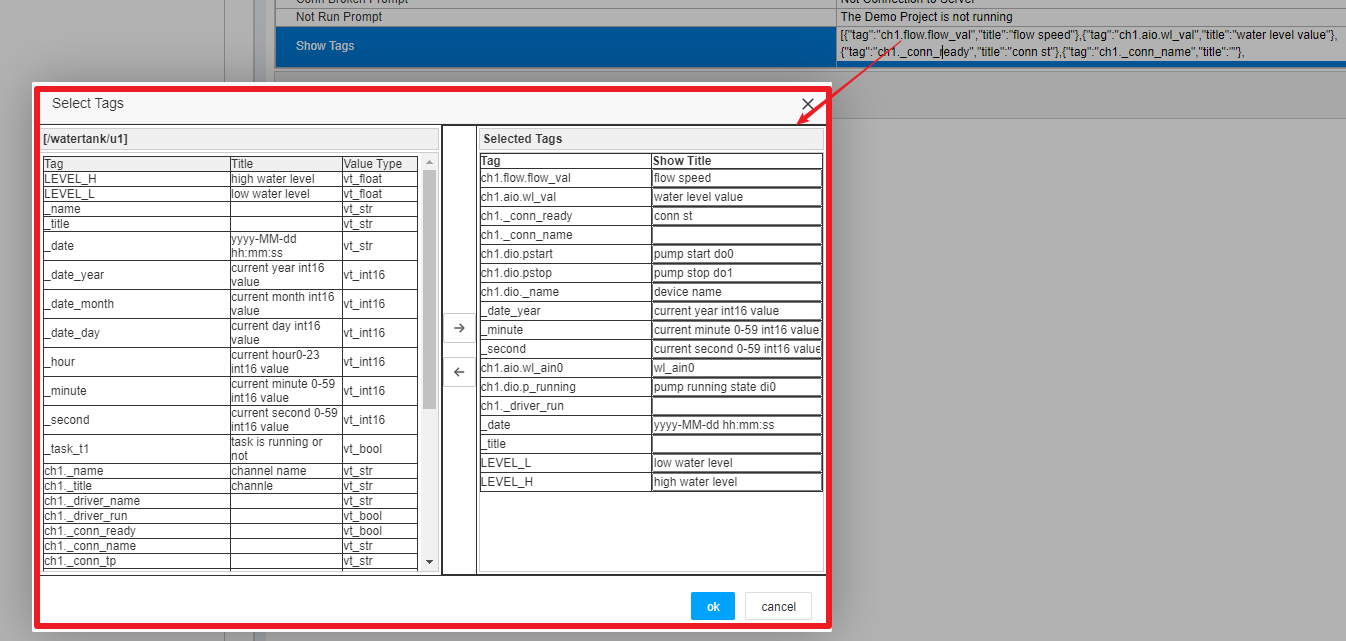 Conn Broken Prompt Not Connection to Server
Not Run Prompt The Demo Project is not running
Show Tags
[{"tag":"ch1.flow.flow_val","title":"flow speed"},{"tag":"ch1.aio.wl_val","title":"water level value"},
{"tag":"ch1._conn_ready","title":"conn st"},{"tag":"ch1._conn_name","title":""},
Select Tags
[/watertank/u1]
Tag Title Value Type
LEVEL_H high water level vt_float
LEVEL_L low water level vt_float
_name vt_str
_title vt_str
_date yyyy-MM-dd
hh:mm:ss vt_str
_date_year current year int16
value vt_int16
_date_month current month int16
value vt_int16
_date_day current day int16
value vt_int16
_hour current hour0-23
int16 value vt_int16
_minute current minute 0-59
int16 value vt_int16
_second current second 0-59
int16 value vt_int16
_task_t1 task is running or
not vt_bool
ch1._name channel name vt_str
ch1._title channle vt_str
ch1._driver_name vt_str
ch1._driver_run vt_bool
ch1._conn_ready vt_bool
ch1._conn_name vt_str
ch1._conn_tp vt_str
Selected Tags
Tag Show Title
ch1.flow.flow_val flow speed
ch1.aio.wl_val water level value
ch1._conn_ready conn st
ch1._conn_name
ch1.dio.pstart pump start do0
ch1.dio.pstop pump stop do1
ch1.dio._name device name
_date_year current year int16 value
_minute current minute 0-59 int16 value
_second current second 0-59 int16 value
ch1.aio.wl_ain0 wl_ain0
ch1.dio.p_running pump running state di0
ch1._driver_run
_date yyyy-MM-dd hh:mm:ss
_title
LEVEL_L low water level
LEVEL_H high water level
ok cancel